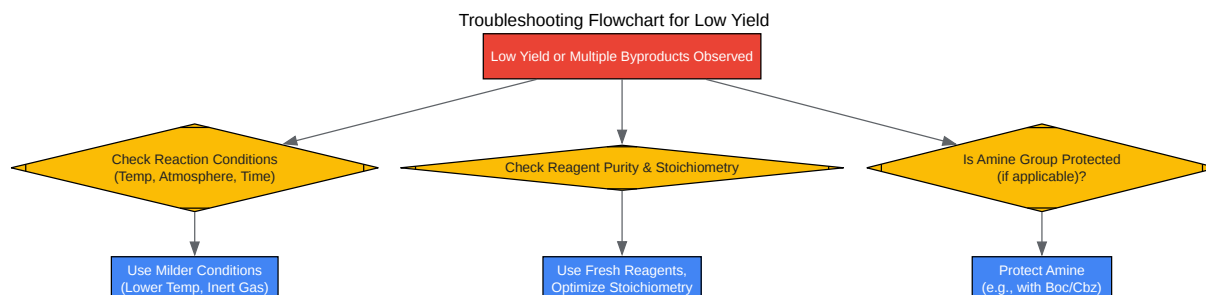 Troubleshooting Flowchart for Low Yield
Low Yield or Multiple Byproducts Observed
Check Reaction Conditions
(Temp, Atmosphere, Time)
Check Reagent Purity & Stoichiometry
Is Amine Group Protected
(if applicable)?
Use Milder Conditions
(Lower Temp, Inert Gas)
Use Fresh Reagents,
Optimize Stoichiometry
Protect Amine
(e.g., with Boc/Cbz)